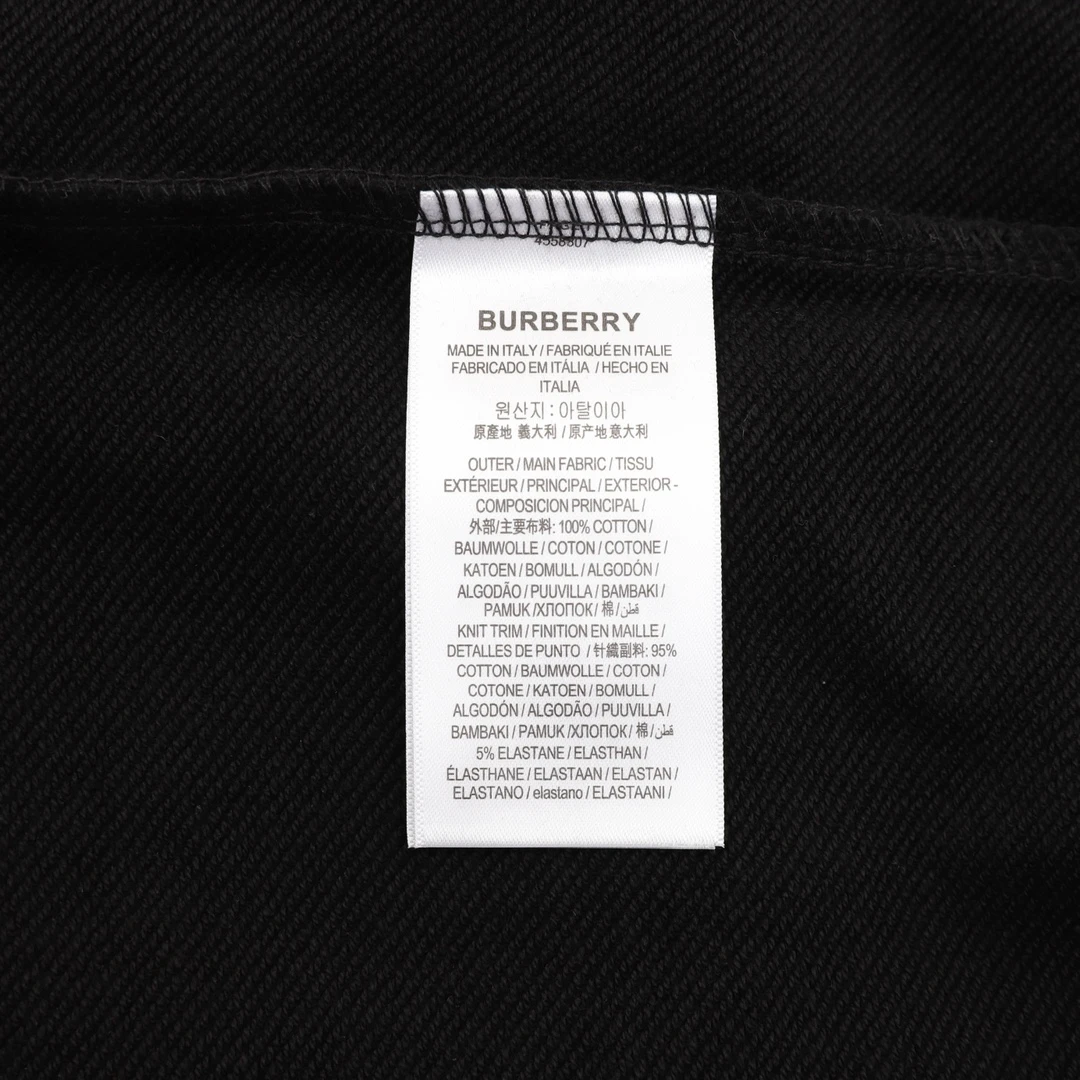 4558807
BURBERRY
MADE IN ITALY / FABRIQUÉ EN ITALIE
FABRICADO EM ITÁLIA / HECHO EN
ITALIA
원산지 : 아탈이아
原產地 義大利 / 原产地意大利
OUTER / MAIN FABRIC / TISSU
EXTÉRIEUR / PRINCIPAL / EXTERIOR -
COMPOSICION PRINCIPAL /
外部/主要布料: 100% COTTON /
BAUMWOLLE / COTON / COTONE /
KATOEN / BOMULL / ALGODÓN /
ALGODÃO / PUUVILLA / BAMBAKI /
PAMUK /ХЛОПОК/ 棉/قطن
KNIT TRIM / FINITION EN MAILLE /
DETALLES DE PUNTO / 针織副料: 95%
COTTON / BAUMWOLLE / COTON /
COTONE / KATOEN / BOMULL /
ALGODÓN / ALGODÃO / PUUVILLA /
BAMBAKI / PAMUK /ХЛОПОК/ 棉/قطن
5% ELASTANE / ELASTHAN /
ÉLASTHANE / ELASTAAN / ELASTAN /
ELASTANO / elastano / ELASTAANI /